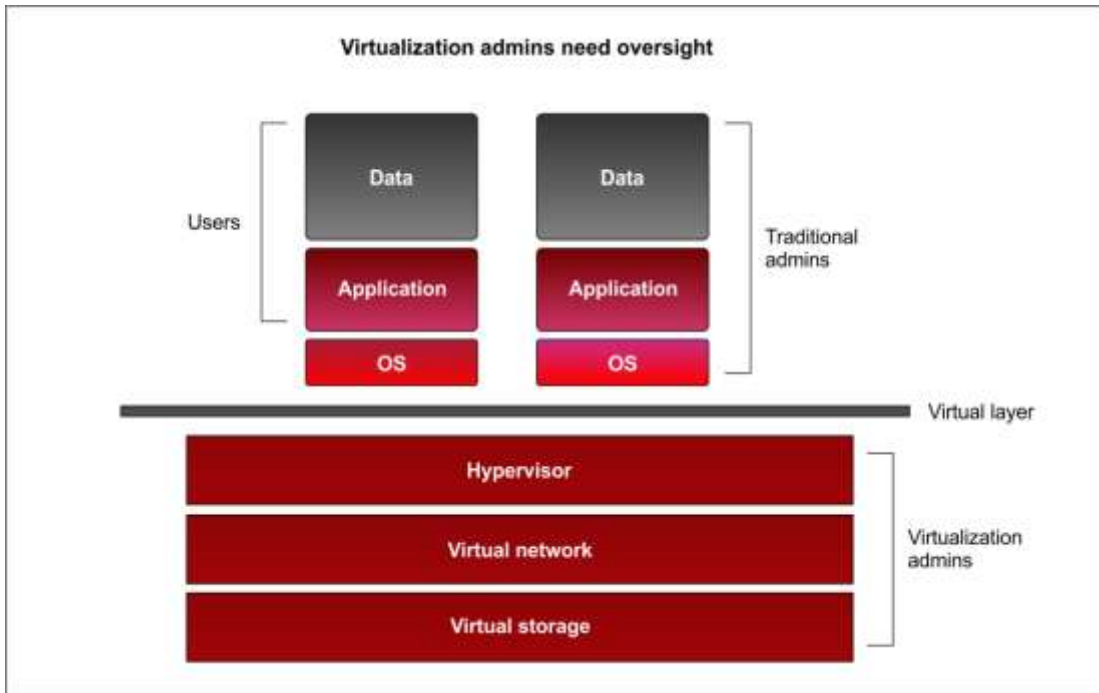 Virtualization admins need oversight
Data
Data
Users
Traditional
admins
Application
Application
OS
OS
Virtual layer
Hypervisor
Virtual network
Virtualization
admins
Virtual storage